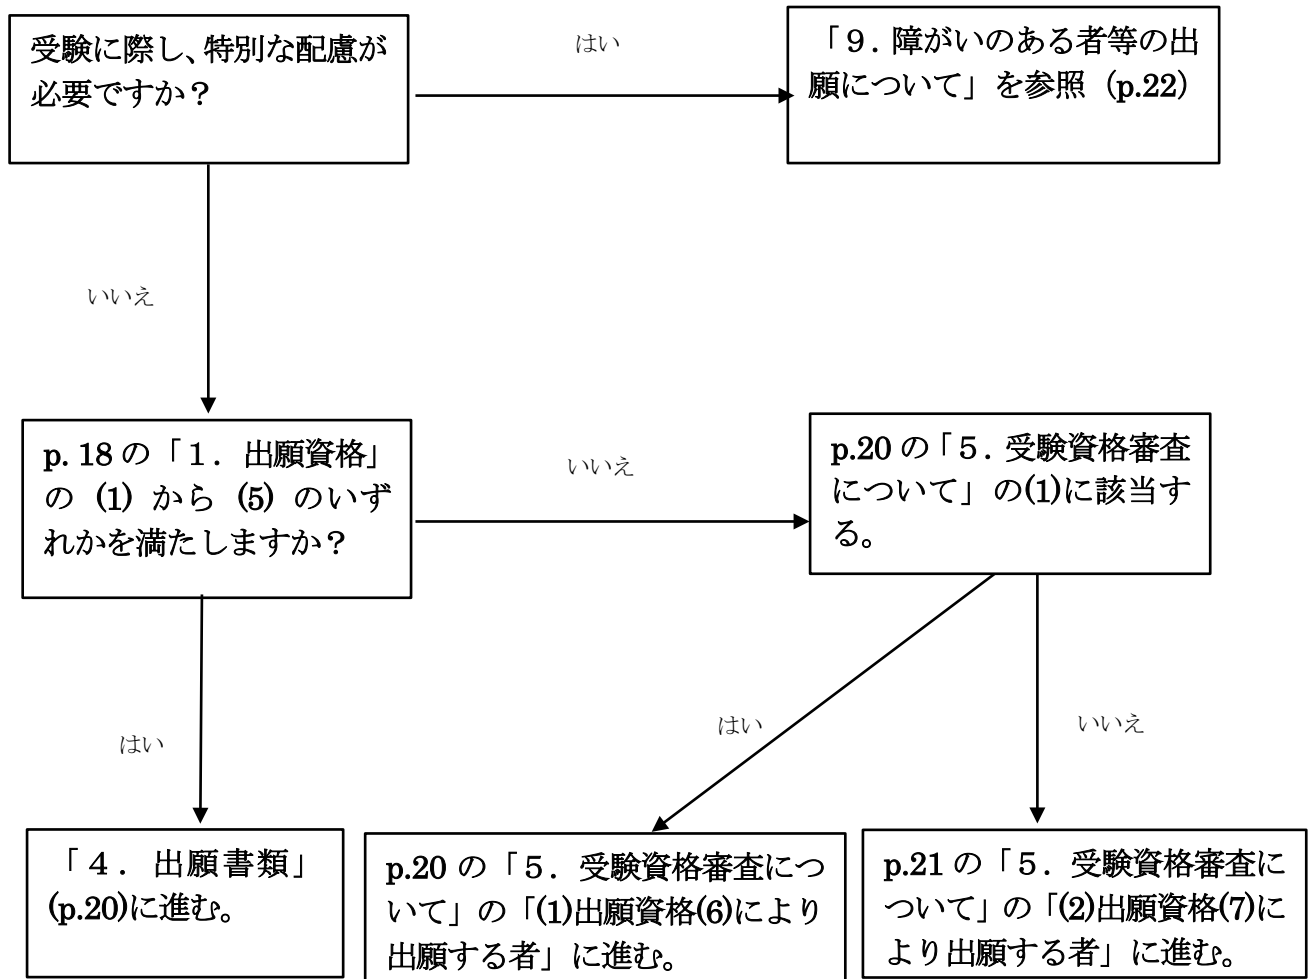 受験に際し、特別な配慮が
必要ですか？
はい
「９．障がいのある者等の出
願について」を参照（p.22）
いいえ
p. 18 の「１．出願資格」
の (1) から (5) のいず
れかを満たしますか？
いいえ
p.20 の「５．受験資格審査
について」の(1)に該当す
る。
はい
はい
いいえ
「４．出願書類」
(p.20)に進む。
p.20 の「５．受験資格審査につ
いて」の「(1)出願資格(6)により
出願する者」に進む。
p.21 の「５．受験資格審査に
ついて」の「(2)出願資格(7)に
より出願する者」に進む。